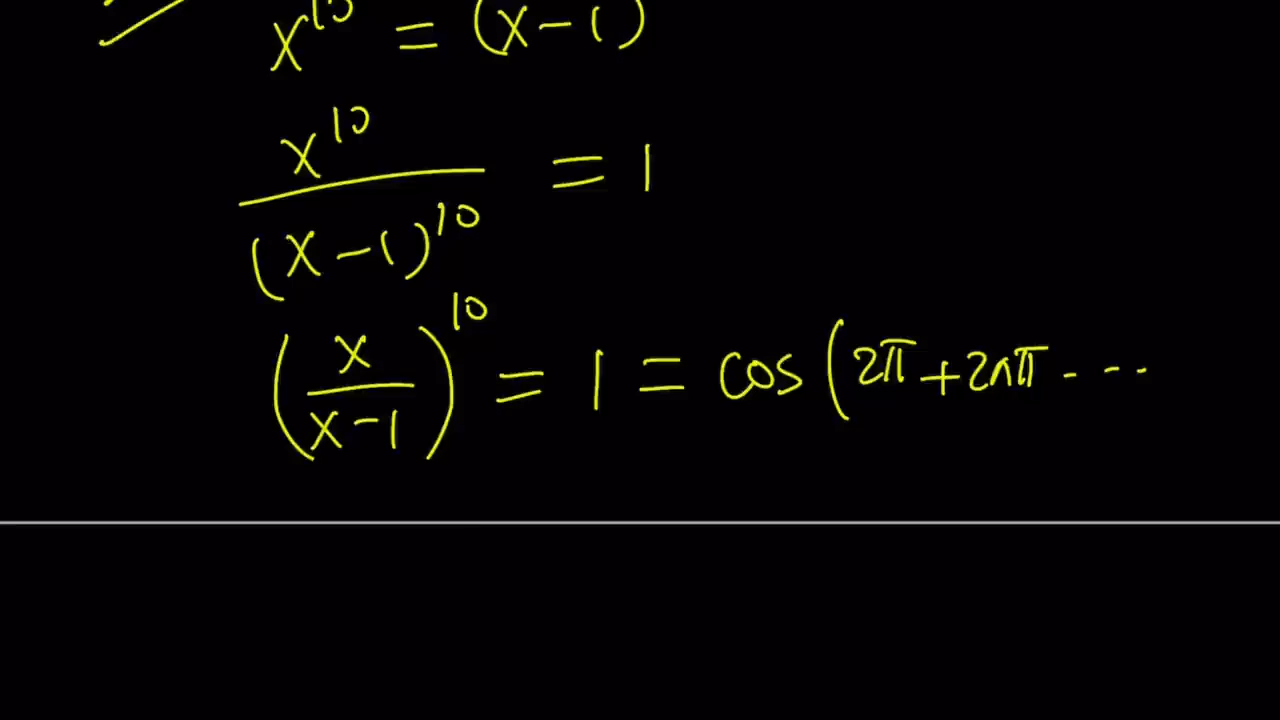 x^10 = (x-1)
x^10/(x-1)^10 = 1
(x/(x-1))^10 = 1 = cos(2π+2nπ---